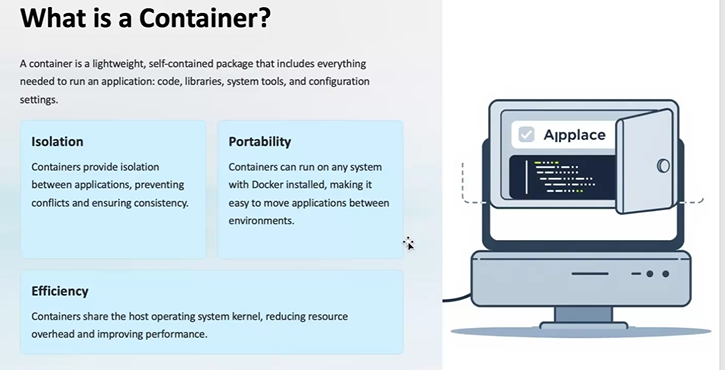 What is a Container?
A container is a lightweight, self-contained package that includes everything
needed to run an application: code, libraries, system tools, and configuration
settings.
Isolation
Containers provide isolation
between applications, preventing
conflicts and ensuring consistency.
Portability
Containers can run on any system
with Docker installed, making it
easy to move applications between
environments.
Efficiency
Containers share the host operating system kernel, reducing resource
overhead and improving performance.
Applace